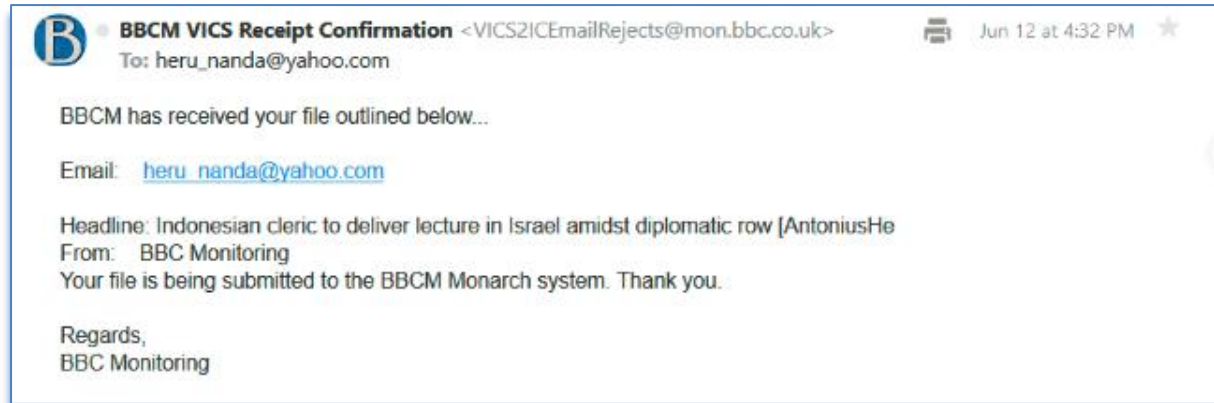 BBCM VICS Receipt Confirmation <VICS2ICEmailRejects@mon.bbc.co.uk> Jun 12 at 4:32 PM
To: heru_nanda@yahoo.com
BBCM has received your file outlined below...
Email: heru_nanda@yahoo.com
Headline: Indonesian cleric to deliver lecture in Israel amidst diplomatic row [AntoniusHe
From: BBC Monitoring
Your file is being submitted to the BBCM Monarch system. Thank you.
Regards,
BBC Monitoring